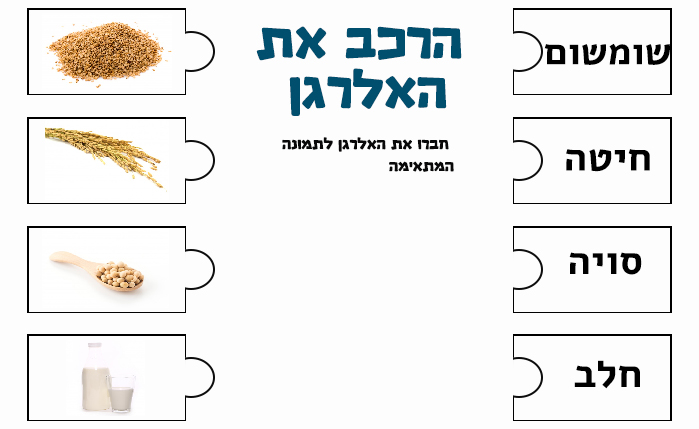 הרכב את
האלרגן
חברו את האלרגן לתמונה
המתאימה
שומשום
חיטה
סויה
חלב